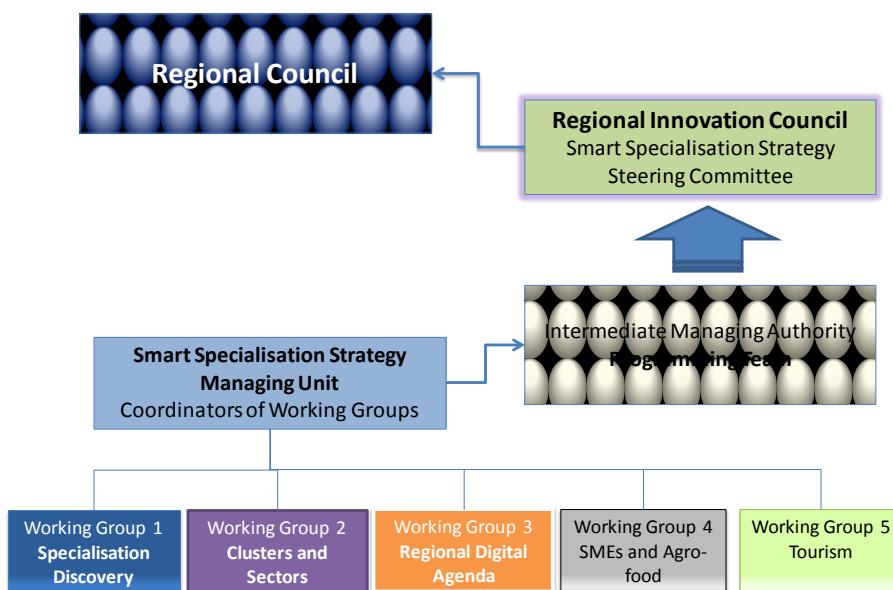 Regional Council
Regional Innovation Council
Smart Specialisation Strategy
Steering Committee
Intermediate Managing Authority
Programming Team
Smart Specialisation Strategy
Managing Unit
Coordinators of Working Groups
Working Group 1
Specialisation
Discovery
Working Group 2
Clusters and
Sectors
Working Group 3
Regional Digital
Agenda
Working Group 4
SMEs and Agro-
food
Working Group 5
Tourism